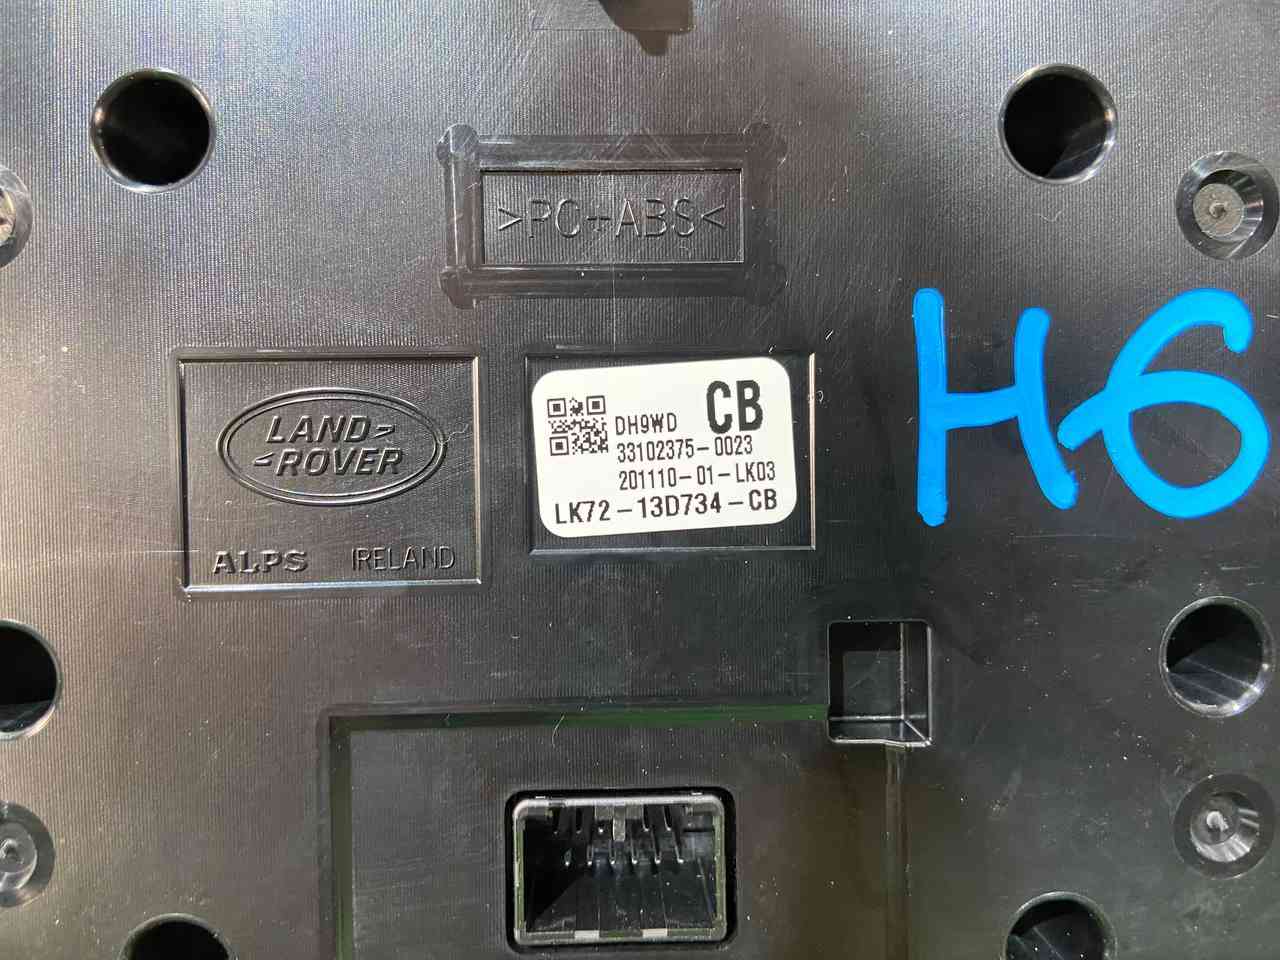 >PC+ABS<
LAND
ROVER
ALPS IRELAND
CB
DH9WD
33102375-0023
201110-01-LK03
LK72-13D734-CB
H6